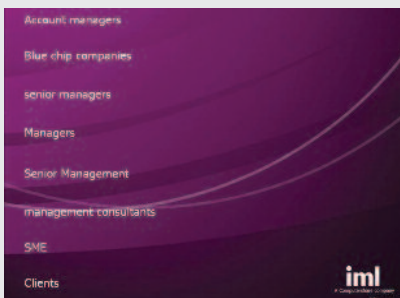 Account managers
Blue chip companies
senior managers
Managers
Senior Management
management consultants
SME
Clients
iml